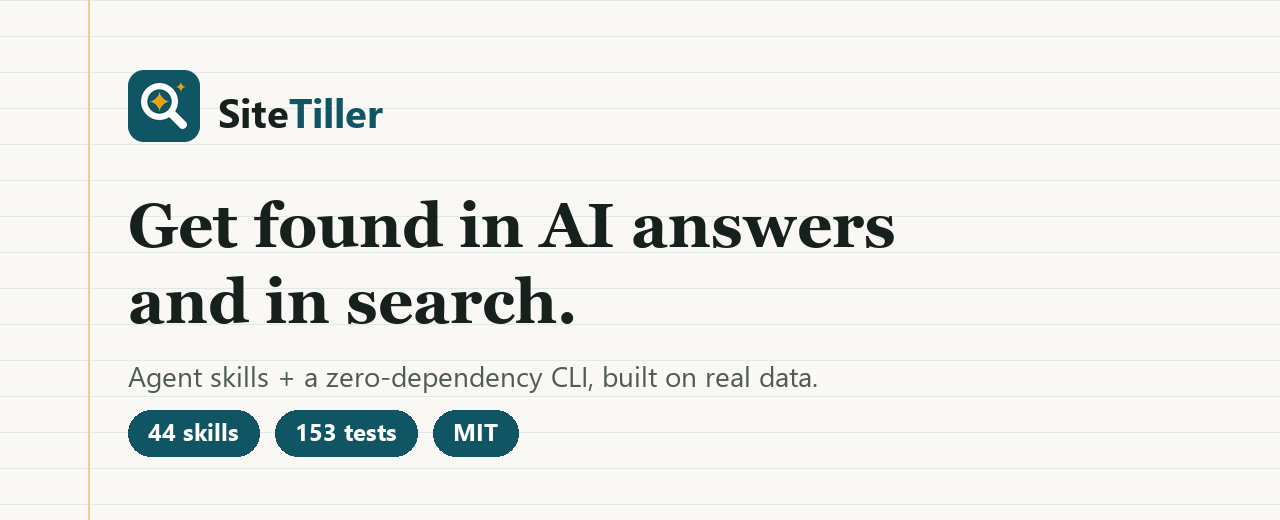 SiteTiller
Get found in AI answers
and in search.
Agent skills + a zero-dependency CLI, built on real data.
44 skills 153 tests MIT